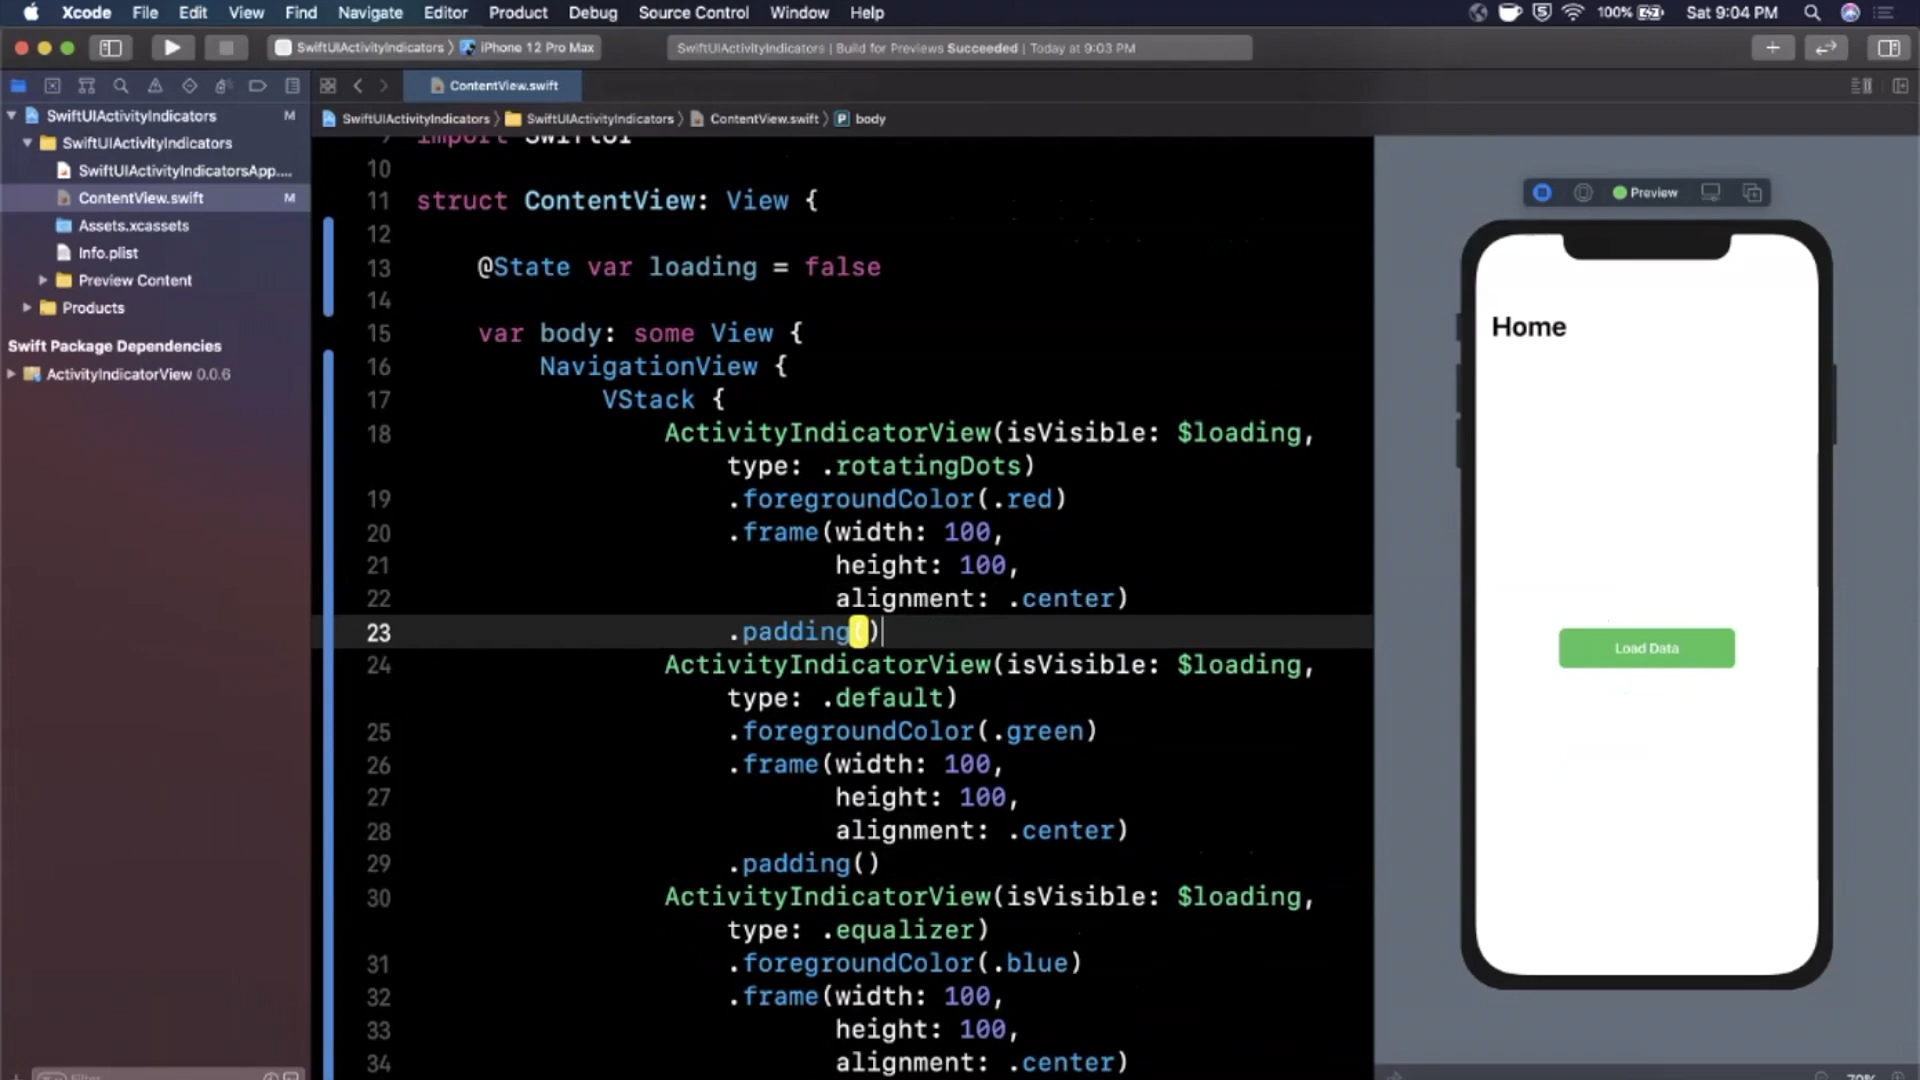 Xcode File Edit View Find Navigate Editor Product Debug Source Control Window Help 100% Sat 9:04 PM
SwiftUIActivityIndicators 〉 iPhone 12 Pro Max SwiftUIActivityIndicators | Build for Previews Succeeded | Today at 9:03 PM
ContentView.swift
SwiftUIActivityIndicators M
SwiftUIActivityIndicators
SwiftUIActivityIndicatorsApp.... 
ContentView.swift M
Assets.xcassets
Info.plist
Preview Content
Products
Swift Package Dependencies
ActivityIndicatorView 0.0.6
SwiftUIActivityIndicators 〉 SwiftUIActivityIndicators 〉 ContentView.swift 〉 P body
9 import SwiftUI
10
11 struct ContentView: View {
12
13 @State var loading = false
14
15 var body: some View {
16 NavigationView {
17 VStack {
18 ActivityIndicatorView(isVisible: $loading,
type: .rotatingDots)
19 .foregroundColor(.red)
20 .frame(width: 100,
21 height: 100,
22 alignment: .center)
23 .padding()
24 ActivityIndicatorView(isVisible: $loading,
type: .default)
25 .foregroundColor(.green)
26 .frame(width: 100,
27 height: 100,
28 alignment: .center)
29 .padding()
30 ActivityIndicatorView(isVisible: $loading,
type: .equalizer)
31 .foregroundColor(.blue)
32 .frame(width: 100,
33 height: 100,
34 alignment: .center)
Preview
Home
Load Data